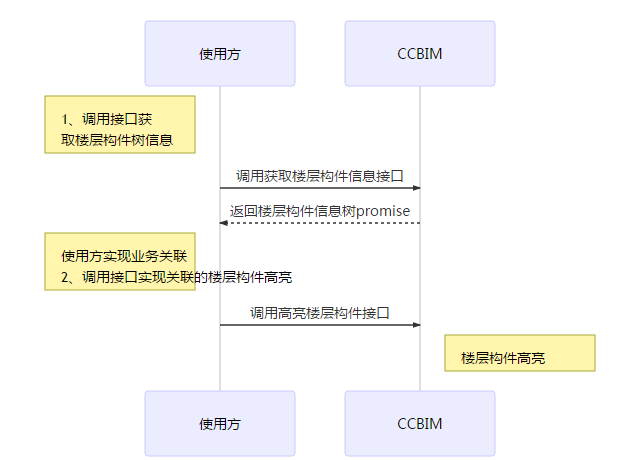 使用方
CCBIM
1、调用接口获
取楼层构件树信息
调用获取楼层构件信息接口
返回楼层构件信息树promise
使用方实现业务关联
2、调用接口实现关联的楼层构件高亮
调用高亮楼层构件接口
楼层构件高亮
使用方
CCBIM